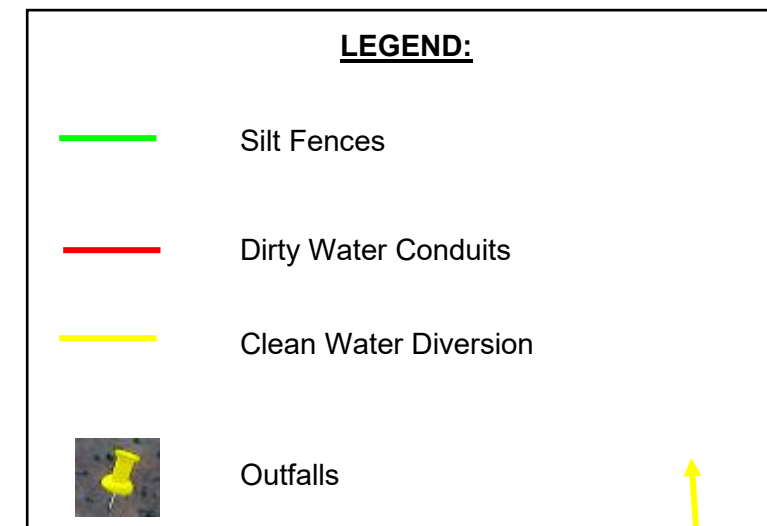 LEGEND:
Silt Fences
Dirty Water Conduits
Clean Water Diversion
Outfalls